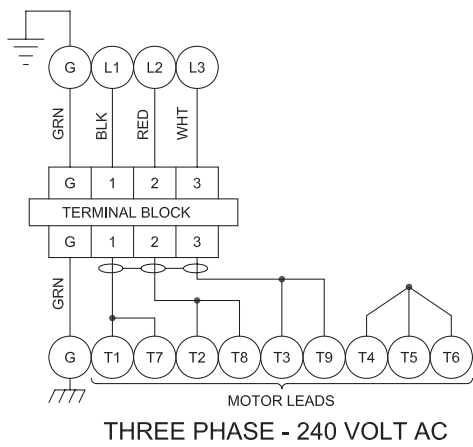 G L1 L2 L3
GRN BLK RED WHT
G 1 2 3
TERMINAL BLOCK
G 1 2 3
GRN
G T1 T7 T2 T8 T3 T9 T4 T5 T6
MOTOR LEADS
THREE PHASE - 240 VOLT AC